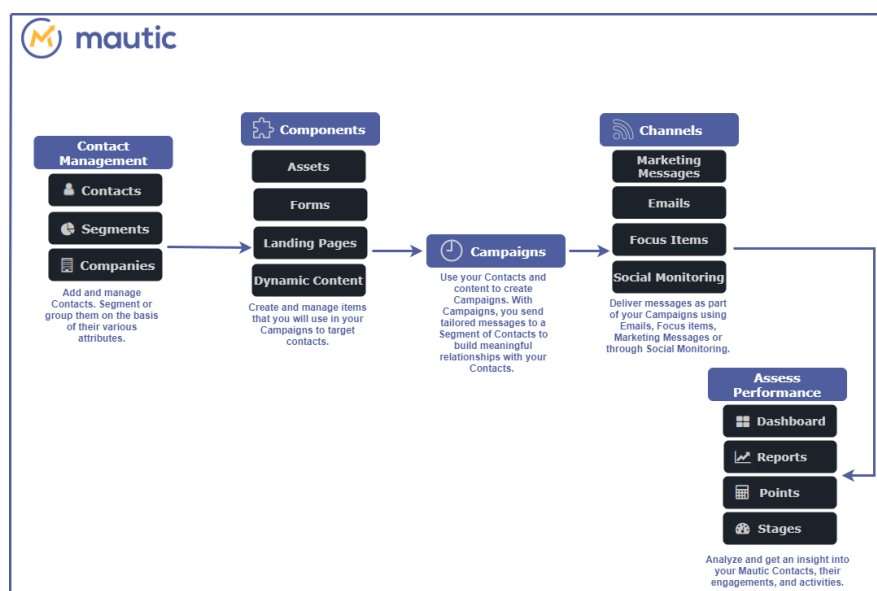 mautic
Contact
Management
Contacts
Segments
Companies
Add and manage
Contacts. Segment or
group them on the basis
of their various
attributes.
Components
Assets
Forms
Landing Pages
Dynamic Content
Create and manage items
that you will use in your
Campaigns to target
contacts.
Campaigns
Use your Contacts and
content to create
Campaigns. With
Campaigns, you send
tailored messages to a
Segment of Contacts to
build meaningful
relationships with your
Contacts.
Channels
Marketing
Messages
Emails
Focus Items
Social Monitoring
Deliver messages as part
of your Campaigns using
Emails, Focus items,
Marketing Messages or
through Social Monitoring.
Assess
Performance
Dashboard
Reports
Points
Stages
Analyze and get an insight into
your Mautic Contacts, their
engagements, and activities.